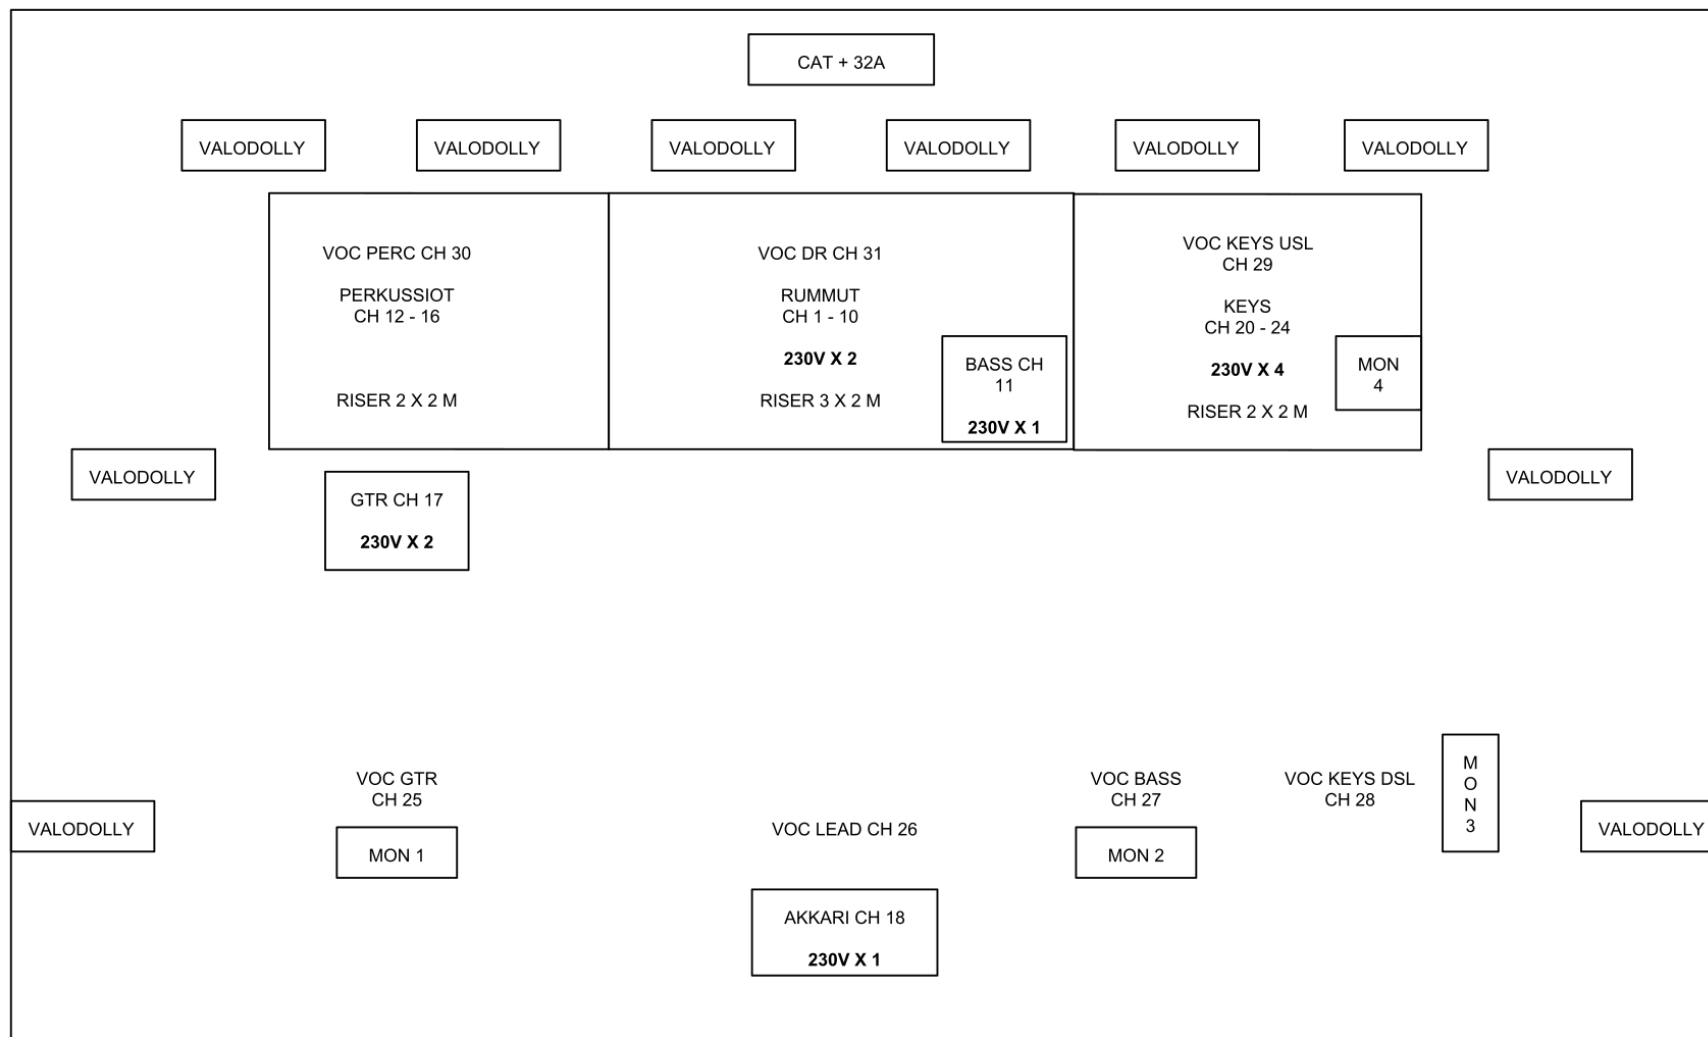 CAT + 32A
VALODOLLY
VALODOLLY
VALODOLLY
VALODOLLY
VALODOLLY
VALODOLLY
VOC PERC CH 30
PERKUSSIOT
CH 12 - 16
RISER 2 X 2 M
VOC DR CH 31
RUMMUT
CH 1 - 10
230V X 2
RISER 3 X 2 M
BASS CH
11
230V X 1
VOC KEYS USL
CH 29
KEYS
CH 20 - 24
230V X 4
RISER 2 X 2 M
MON
4
VALODOLLY
GTR CH 17
230V X 2
VALODOLLY
VALODOLLY
VOC GTR
CH 25
MON 1
VOC LEAD CH 26
AKKARI CH 18
230V X 1
VOC BASS
CH 27
MON 2
VOC KEYS DSL
CH 28
M
O
N
3
VALODOLLY